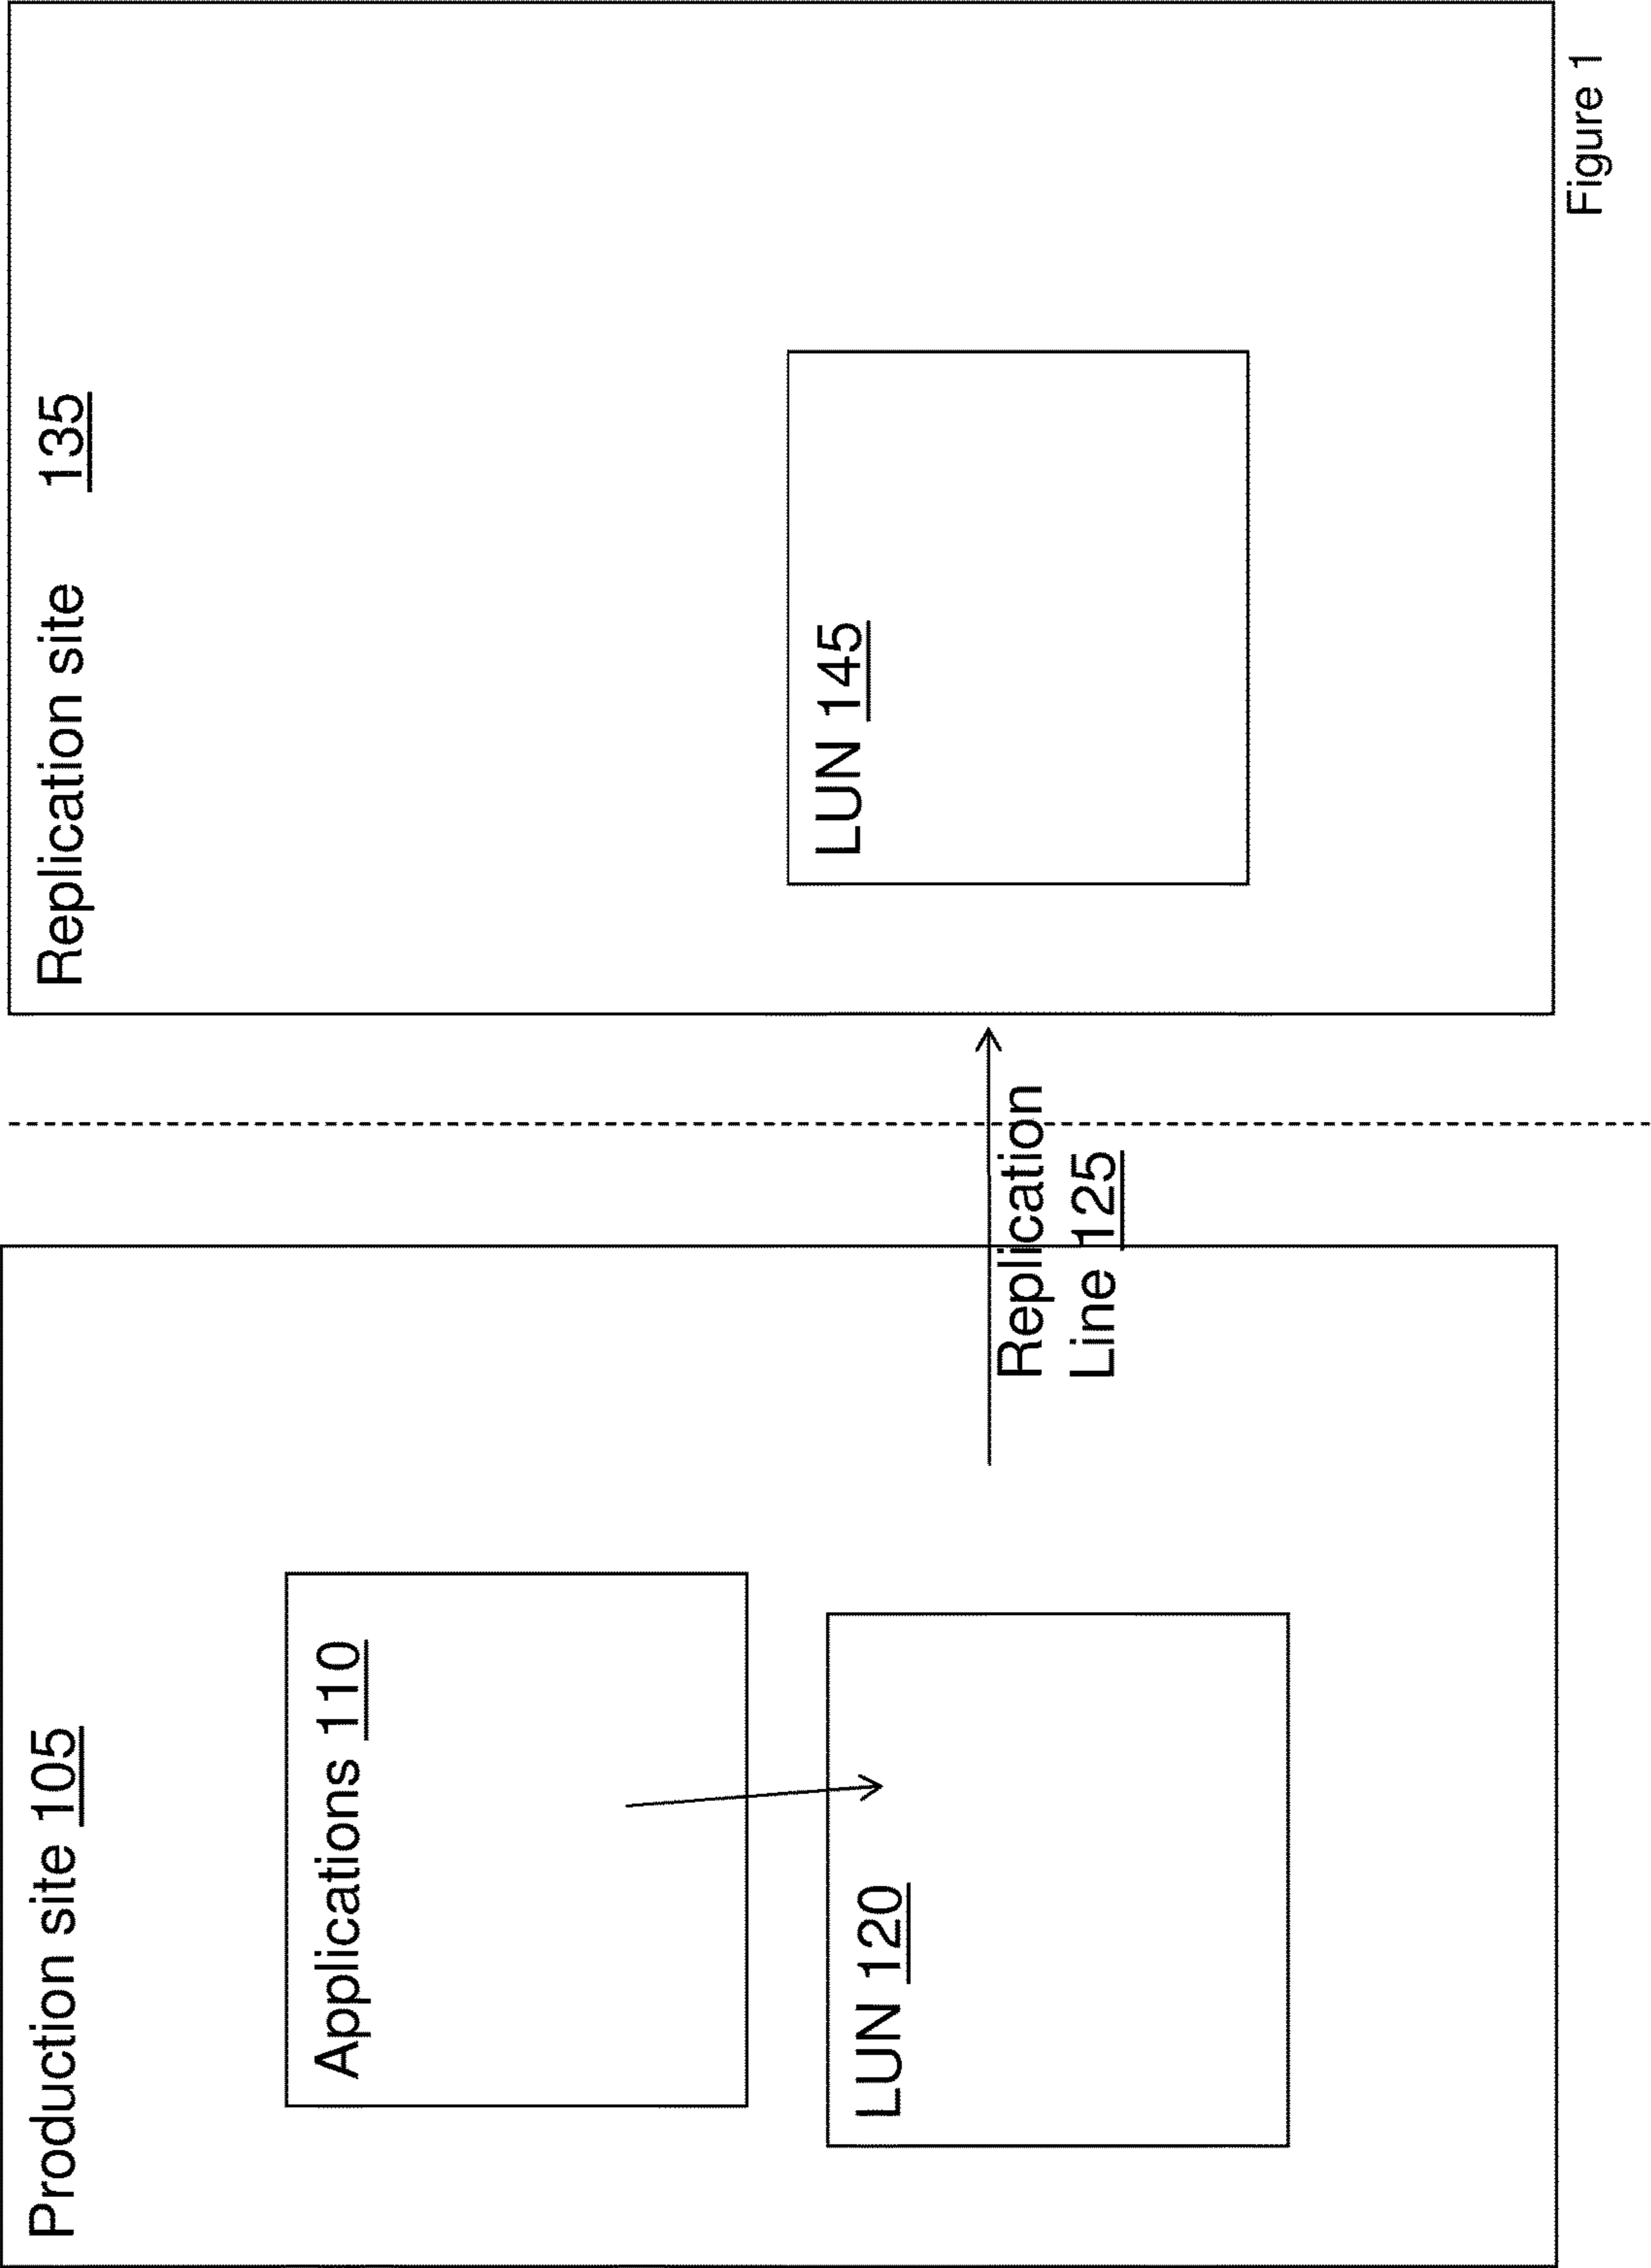 Production site 105
Applications 110
LUN 120
Replication
Line 125
Replication site 135
LUN 145
Figure 1